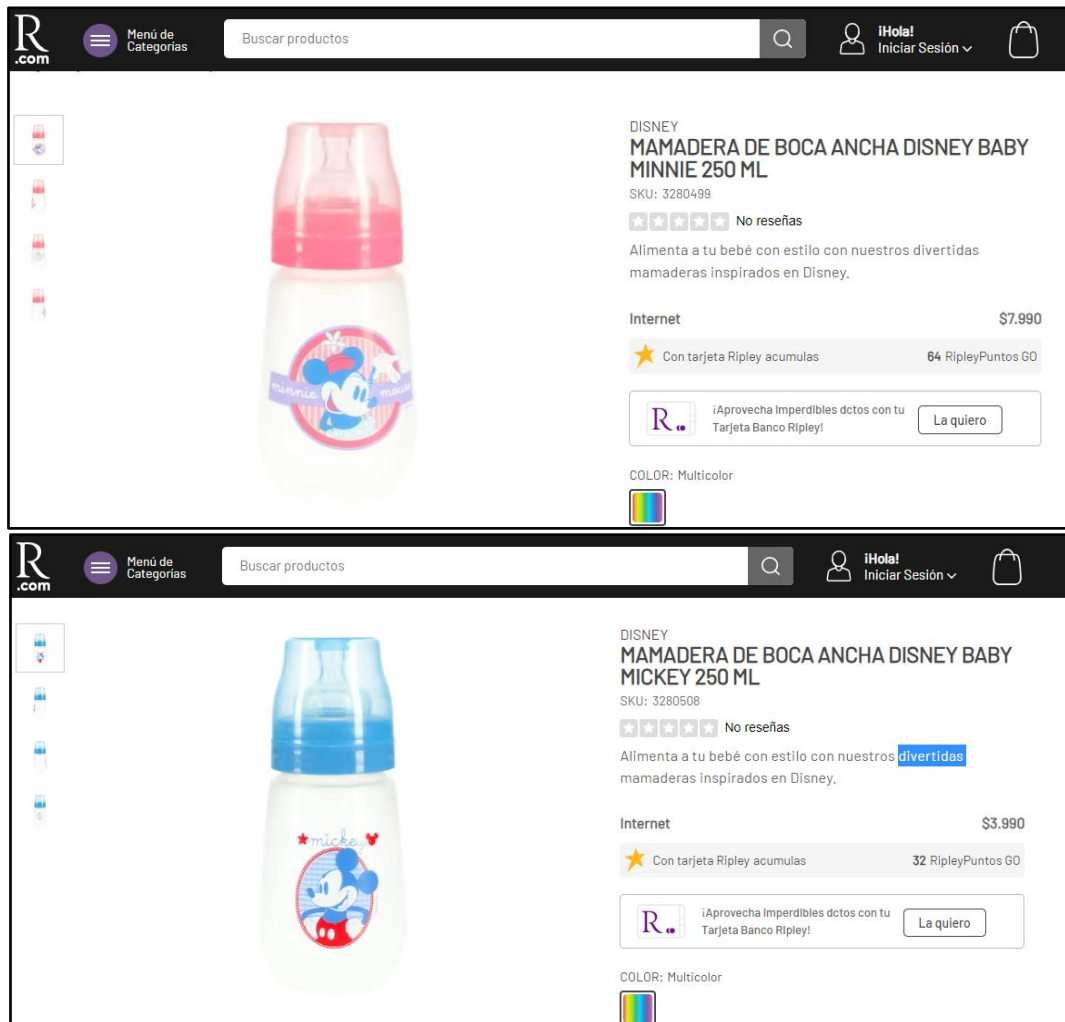 R
.com
Menú de
Categorías
Buscar productos
¡Hola!
Iniciar Sesión
DISNEY
MAMADERA DE BOCA ANCHA DISNEY BABY
MINNIE 250 ML
SKU: 3280499
No reseñas
Alimenta a tu bebé con estilo con nuestros divertidas
mamaderas inspirados en Disney.
Internet $7.990
Con tarjeta Ripley acumulas 64 RipleyPuntos GO
R
¡Aprovecha Imperdibles dctos con tu
Tarjeta Banco Ripley!
La quiero
COLOR: Multicolor
minnie mouse
R
.com
Menú de
Categorías
Buscar productos
¡Hola!
Iniciar Sesión
DISNEY
MAMADERA DE BOCA ANCHA DISNEY BABY
MICKEY 250 ML
SKU: 3280508
No reseñas
Alimenta a tu bebé con estilo con nuestros divertidas
mamaderas inspirados en Disney.
Internet $3.990
Con tarjeta Ripley acumulas 32 RipleyPuntos GO
R
¡Aprovecha Imperdibles dctos con tu
Tarjeta Banco Ripley!
La quiero
COLOR: Multicolor
mickey